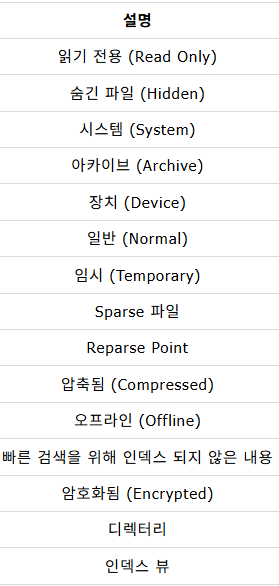 설명
읽기 전용 (Read Only)
숨긴 파일 (Hidden)
시스템 (System)
아카이브 (Archive)
장치 (Device)
일반 (Normal)
임시 (Temporary)
Sparse 파일
Reparse Point
압축됨 (Compressed)
오프라인 (Offline)
빠른 검색을 위해 인덱스 되지 않은 내용
암호화됨 (Encrypted)
디렉터리
인덱스 뷰